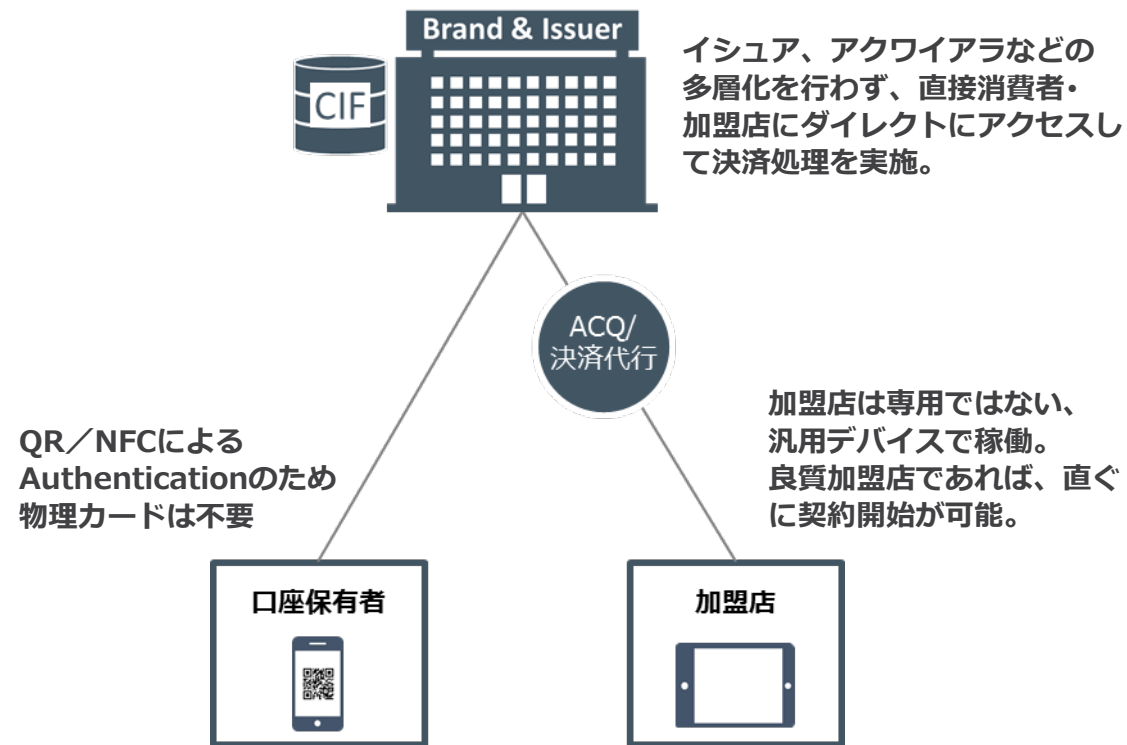 Brand & Issuer
CIF
イシュア、アクワイアラなどの
多層化を行わず、直接消費者・
加盟店にダイレクトにアクセスし
て決済処理を実施。
ACQ/
決済代行
QR／NFCによる
Authenticationのため
物理カードは不要
加盟店は専用ではない、
汎用デバイスで稼働。
良質加盟店であれば、直ぐ
に契約開始が可能。
口座保有者
加盟店